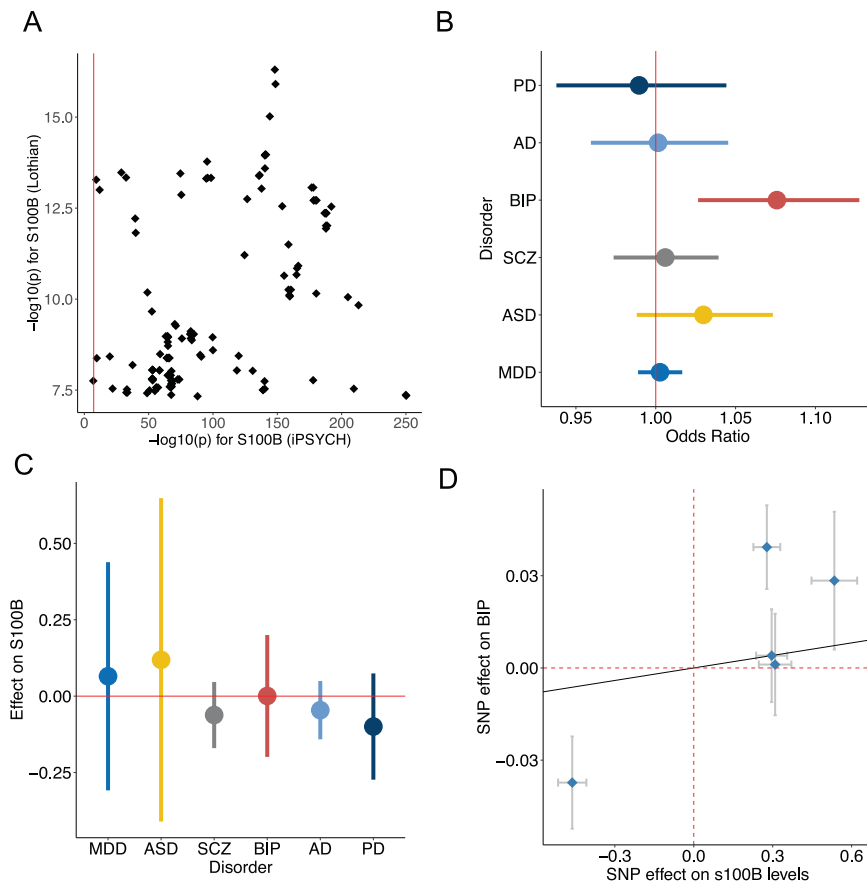 A
−log10(p) for S100B (Lothian)
15.0
12.5
10.0
7.5
0 50 100 150 200 250
−log10(p) for S100B (iPSYCH)
B
Disorder
PD
AD
BIP
SCZ
ASD
MDD
0.95 1.00 1.05 1.10
Odds Ratio
C
Effect on S100B
0.50
0.25
0.00
−0.25
MDD ASD SCZ BIP AD PD
Disorder
D
SNP effect on BIP
0.03
0.00
−0.03
−0.3 0.0 0.3 0.6
SNP effect on s100B levels